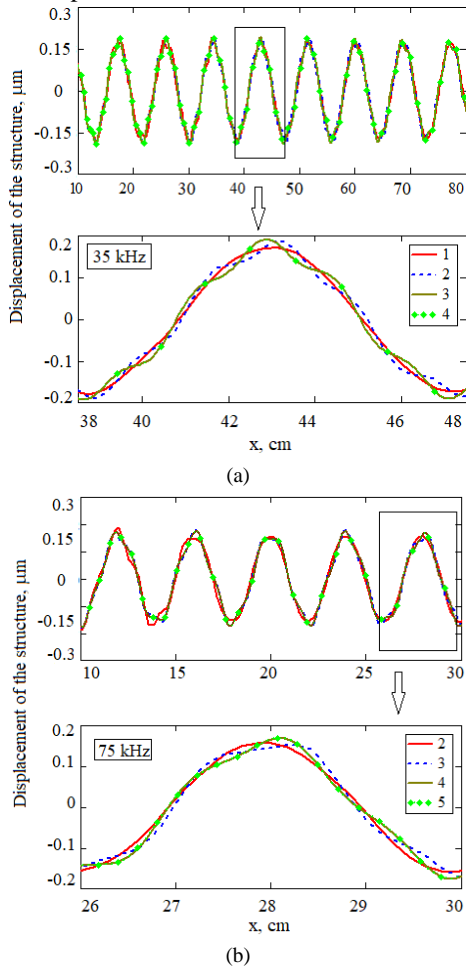 Displacement of the structure, μm
0.3
0.15
0
-0.15
-0.3
10 20 30 40 50 60 70 80
35 kHz
0.2
0.1
0
-0.1
-0.2
1
2
3
4
38 40 42 44 46 48
x, cm
(a)
Displacement of the structure, μm
0.3
0.15
0
-0.15
-0.3
10 15 20 25 30
75 kHz
0.2
0.1
0
-0.1
-0.2
2
3
4
5
26 27 28 29 30
x, cm
(b)